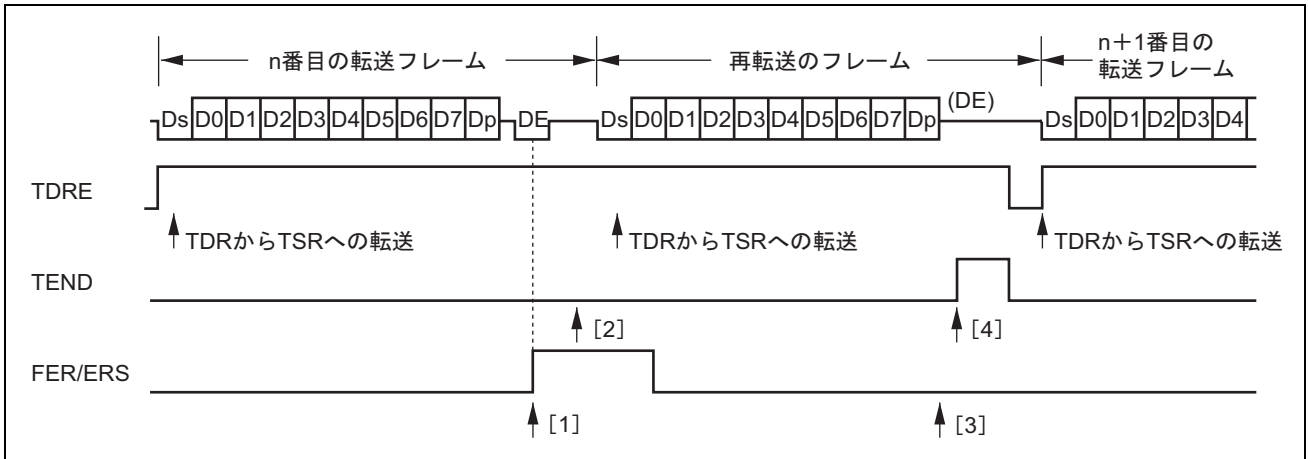 n番目の転送フレーム
再転送のフレーム
n+1番目の
転送フレーム
Ds D0 D1 D2 D3 D4 D5 D6 D7 Dp DE Ds D0 D1 D2 D3 D4 D5 D6 D7 Dp (DE) Ds D0 D1 D2 D3 D4
TDRE
TDRからTSRへの転送 TDRからTSRへの転送 TDRからTSRへの転送
TEND
[2] [4]
FER/ERS
[1] [3]